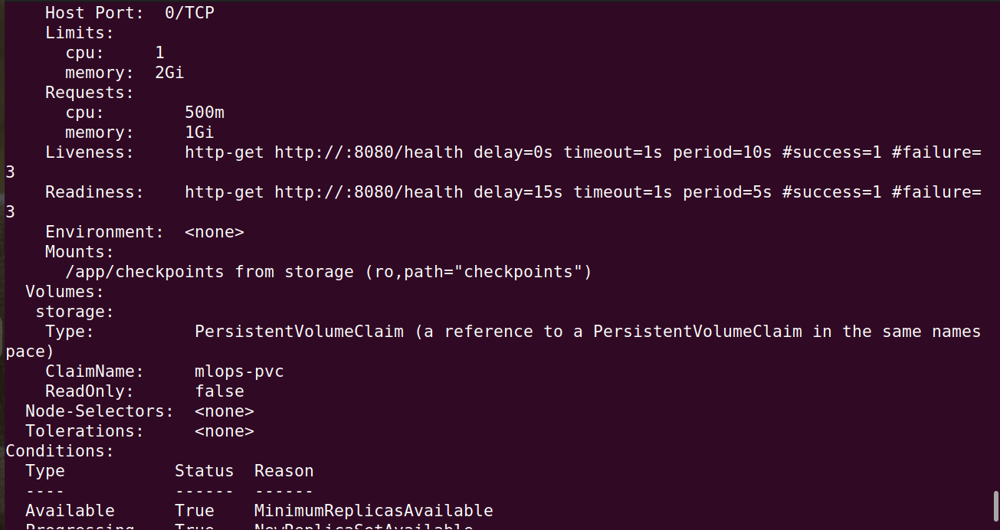 Host Port:  0/TCP
    Limits:
      cpu:     1
      memory:  2Gi
    Requests:
      cpu:        500m
      memory:     1Gi
    Liveness:     http-get http://:8080/health delay=0s timeout=1s period=10s #success=1 #failure=
3
    Readiness:    http-get http://:8080/health delay=15s timeout=1s period=5s #success=1 #failure=
3
    Environment:  <none>
    Mounts:
      /app/checkpoints from storage (ro,path="checkpoints")
  Volumes:
   storage:
    Type:          PersistentVolumeClaim (a reference to a PersistentVolumeClaim in the same names
pace)
    ClaimName:     mlops-pvc
    ReadOnly:      false
  Node-Selectors:  <none>
  Tolerations:     <none>
Conditions:
  Type           Status  Reason
  ----           ------  ------
  Available      True    MinimumReplicasAvailable
  Progressing    True    NewReplicaSetAvailable